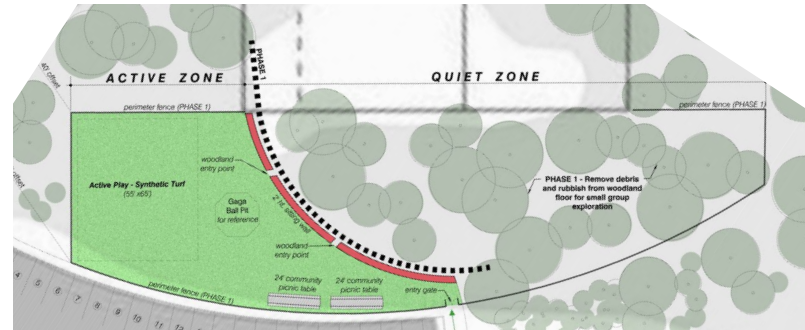 PHASE 1
40' offset
ACTIVE ZONE
QUIET ZONE
perimeter fence (PHASE 1)
perimeter fence (PHASE 1)
woodland
entry point
Active Play - Synthetic Turf
(55' x65')
Gaga
Ball Pit
for reference
2 ht. sitting wall
PHASE 1 - Remove debris
and rubbish from woodland
floor for small group
exploration
offset
woodland
entry point
24' community
picnic table
24' community
picnic table
entry gate
perimeter fence (PHASE 1)
4
5
6
7
8
9
10
11
12
13